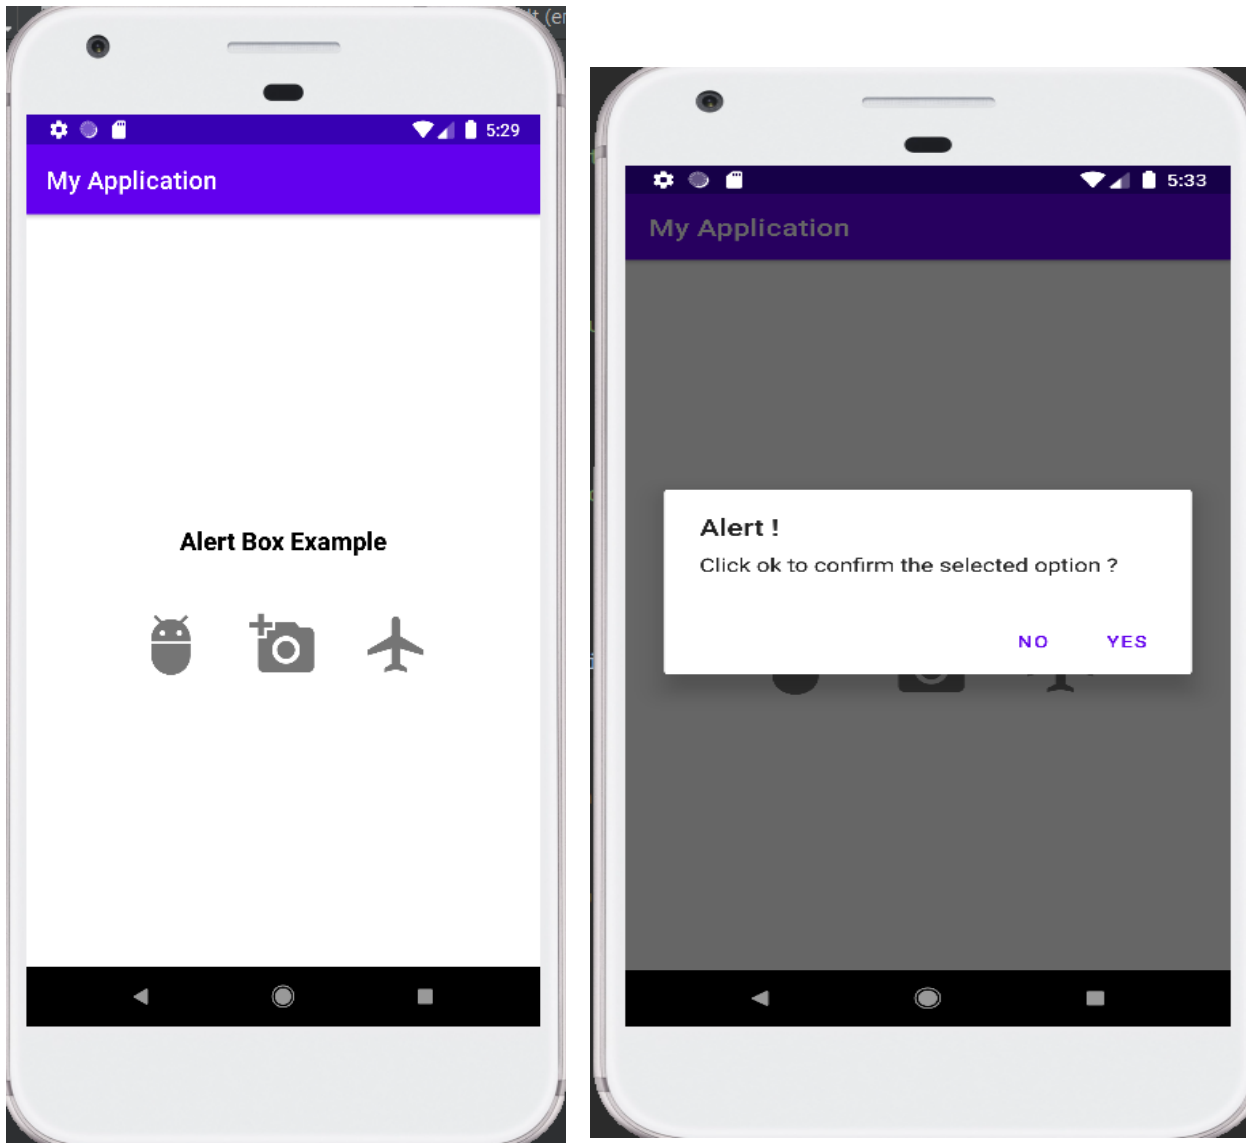 5:29
My Application
Alert Box Example
5:33
My Application
Alert !
Click ok to confirm the selected option ?
NO YES